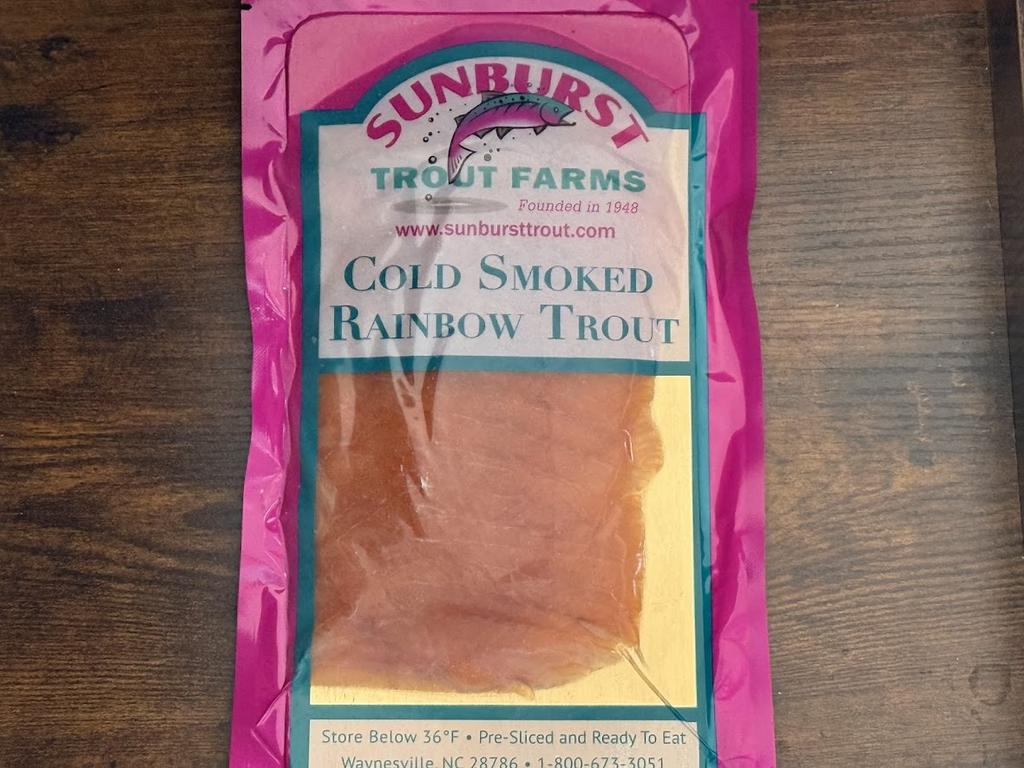 SUNBURST
TROUT FARMS
Founded in 1948
www.sunbursttrout.com
COLD SMOKED
RAINBOW TROUT
Store Below 36°F • Pre-Sliced and Ready To Eat
Waynesville, NC 28786 • 1-800-673-3051